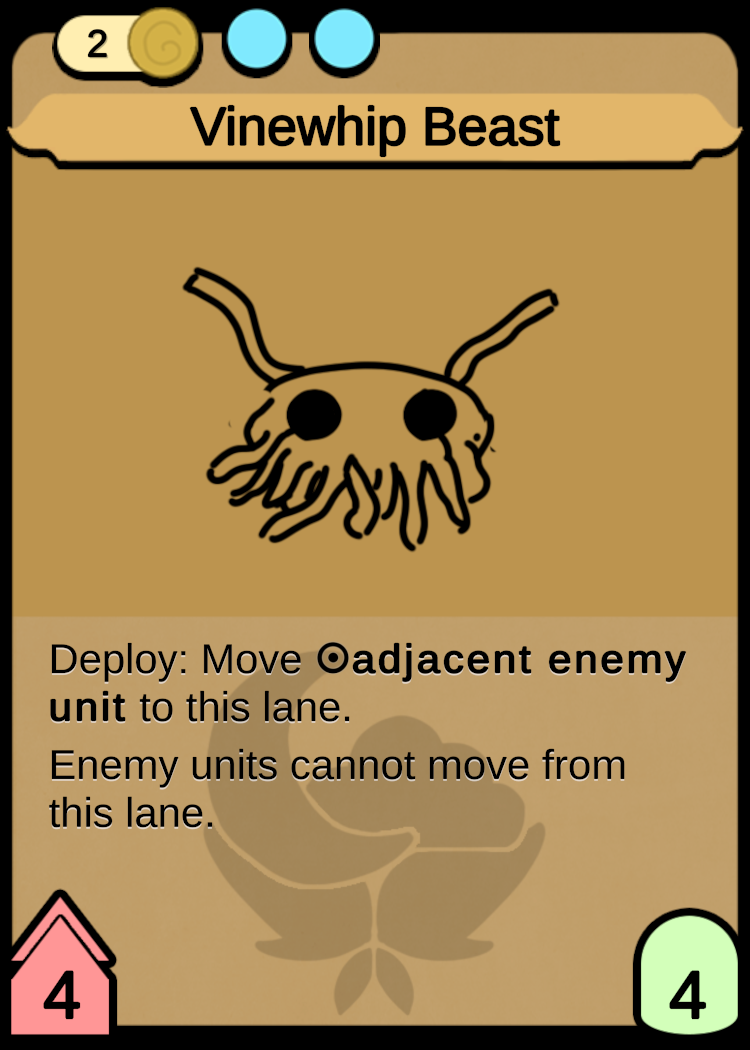 2
Vinewhip Beast
Deploy: Move ⊙adjacent enemy
unit to this lane.
Enemy units cannot move from
this lane.
4
4